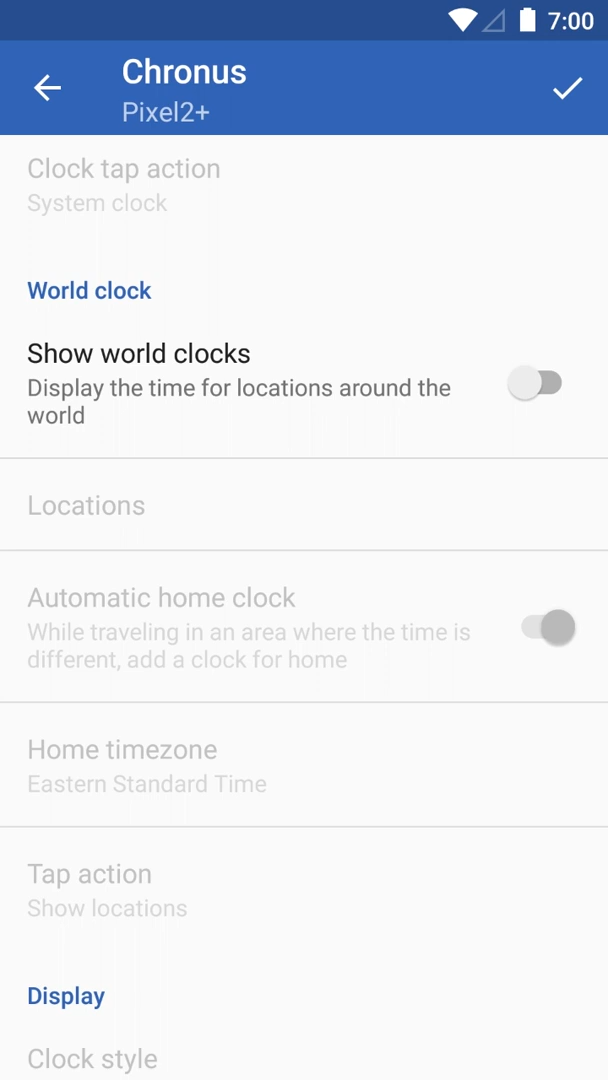 7:00
Chronus
Pixel2+
Clock tap action
System clock
World clock
Show world clocks
Display the time for locations around the
world
Locations
Automatic home clock
While traveling in an area where the time is
different, add a clock for home
Home timezone
Eastern Standard Time
Tap action
Show locations
Display
Clock style